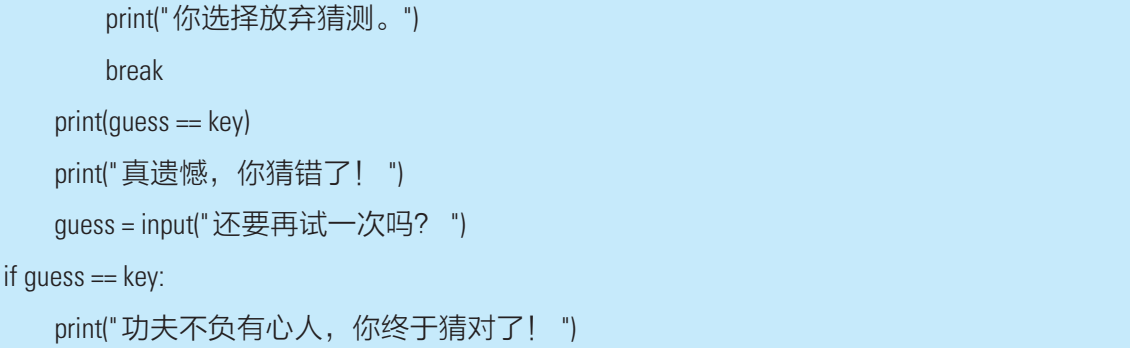 print("你选择放弃猜测。")
        break
    print(guess == key)
    print("真遗憾，你猜错了！ ")
    guess = input("还要再试一次吗？ ")
if guess == key:
    print("功夫不负有心人，你终于猜对了！ ")